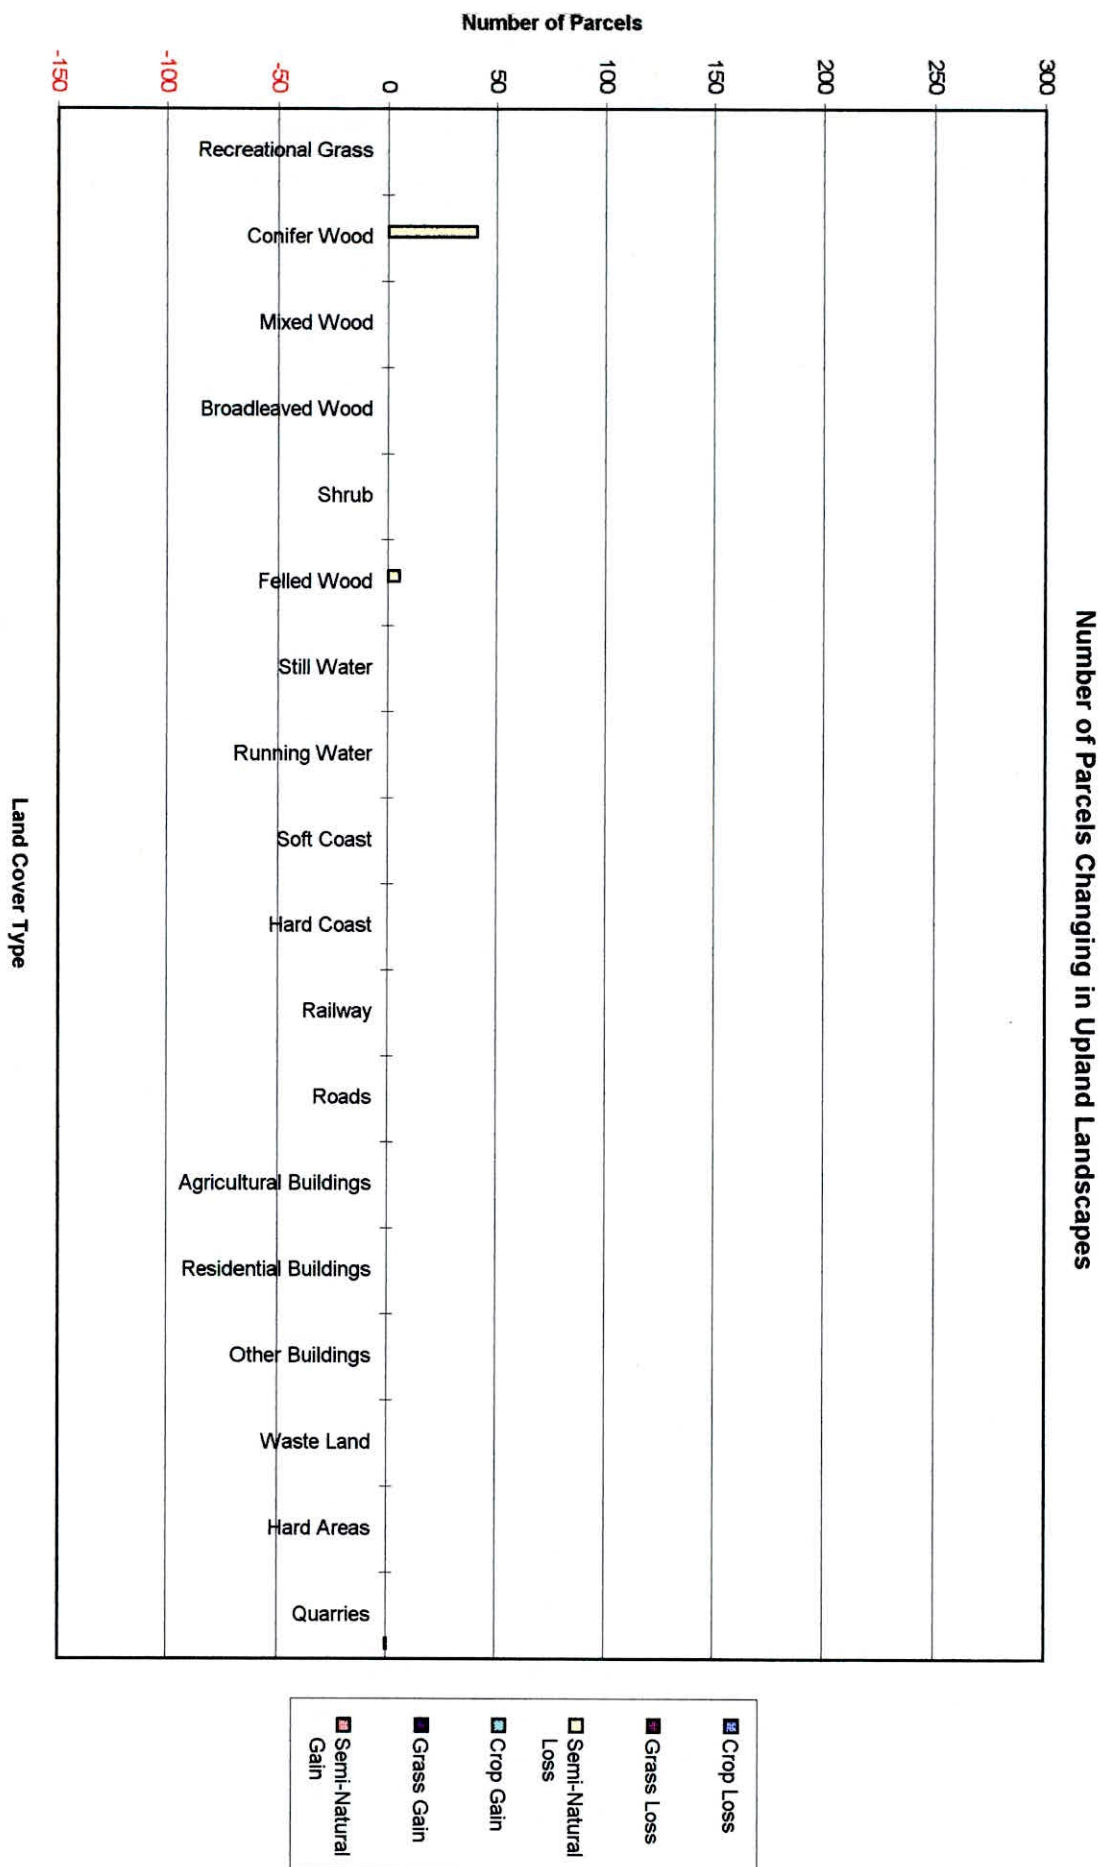 Number of Parcels Changing in Upland Landscapes
Number of Parcels
300
250
200
150
100
50
0
-50
-100
-150
Recreational Grass
Conifer Wood
Mixed Wood
Broadleaved Wood
Shrub
Felled Wood
Still Water
Running Water
Soft Coast
Hard Coast
Railway
Roads
Agricultural Buildings
Residential Buildings
Other Buildings
Waste Land
Hard Areas
Quarries
Land Cover Type
Crop Loss
Grass Loss
Semi-Natural
Loss
Crop Gain
Grass Gain
Semi-Natural
Gain